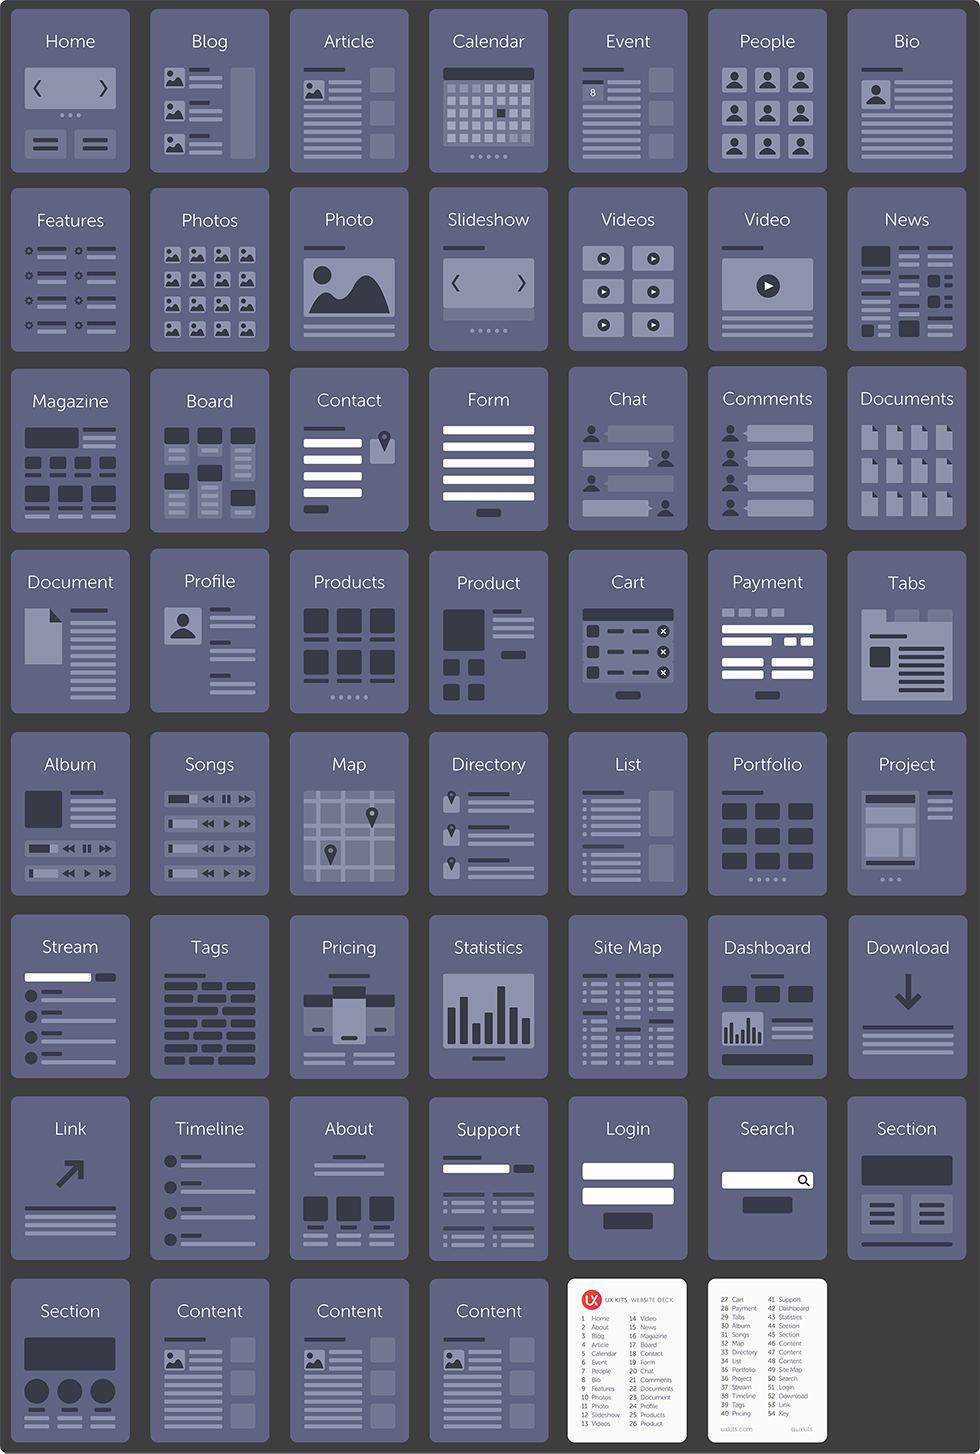 Home
Blog
Article
Calendar
Event
People
Bio
8
Features
Photos
Photo
Slideshow
Videos
Video
News
Magazine
Board
Contact
Form
Chat
Comments
Documents
Document
Profile
Products
Product
Cart
Payment
Tabs
Album
Songs
Map
Directory
List
Portfolio
Project
Stream
Tags
Pricing
Statistics
Site Map
Dashboard
Download
Link
Timeline
About
Support
Login
Search
Section
Section
Content
Content
Content
UX UX KITS WEBSITE DECK
1 Home
2 About
3 Blog
4 Article
5 Calendar
6 Event
7 People
8 Bio
9 Features
10 Photos
11 Photo
12 Slideshow
13 Videos
14 Video
15 News
16 Magazine
17 Board
18 Contact
19 Form
20 Chat
21 Comments
22 Documents
23 Document
24 Profile
25 Products
26 Product
27 Cart
28 Payment
29 Tabs
30 Album
31 Songs
32 Map
33 Directory
34 List
35 Portfolio
36 Project
37 Stream
38 Timeline
39 Tags
40 Pricing
41 Support
42 Dashboard
43 Statistics
44 Section
45 Section
46 Content
47 Content
48 Content
49 Site Map
50 Search
51 Login
52 Download
53 Link
54 Key
uxkits.com
@uxkits